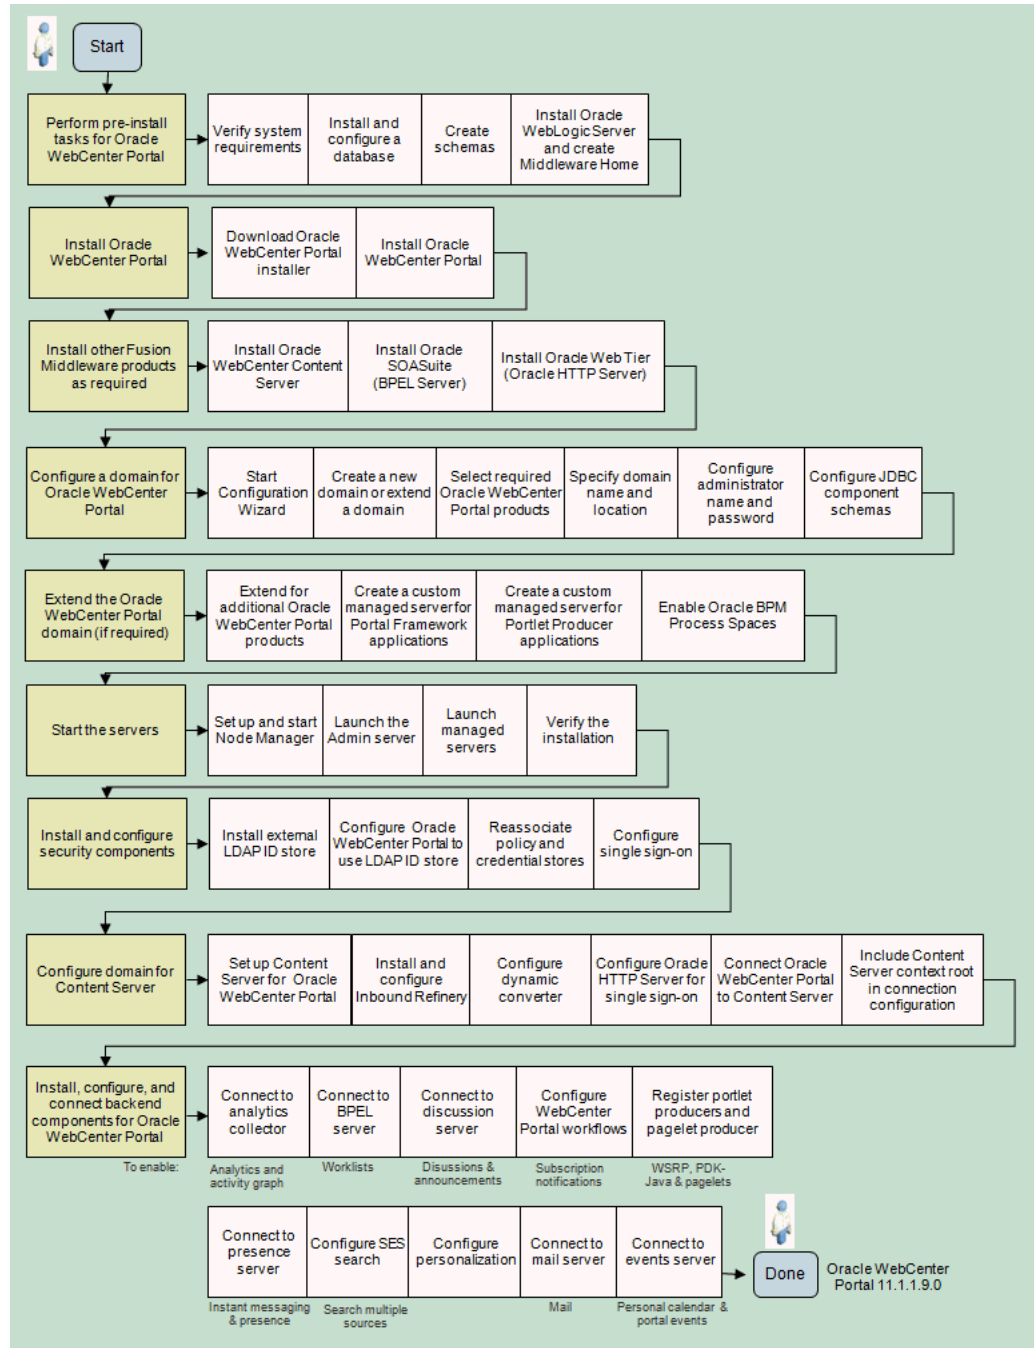 Start
Perform pre-install
tasks for Oracle
WebCenter Portal
Verify system
requirements
Install and
configure a
database
Create
schemas
Install Oracle
WebLogic Server
and create
Middleware Home
Install Oracle
WebCenter Portal
Download Oracle
WebCenter Portal
installer
Install Oracle
WebCenter Portal
Install other Fusion
Middleware products
as required
Install Oracle
WebCenter Content
Server
Install Oracle
SOASuite
(BPEL Server)
Install Oracle Web Tier
(Oracle HTTP Server)
Configure a domain for
Oracle WebCenter
Portal
Start
Configuration
Wizard
Create a new
domain or extend
a domain
Select required
Oracle WebCenter
Portal products
Specify domain
name and
location
Configure
administrator
name and
password
Configure JDBC
component
schemas
Extend the Oracle
WebCenter Portal
domain (if required)
Extend for
additional Oracle
WebCenter Portal
products
Create a custom
managed server for
Portal Framework
applications
Create a custom
managed server for
Portlet Producer
applications
Enable Oracle BPM
Process Spaces
Start the servers
Set up and start
Node Manager
Launch the
Admin server
Launch
managed
servers
Verify the
installation
Install and configure
security components
Install external
LDAP ID store
Configure Oracle
WebCenter Portal to
use LDAP ID store
Reassociate
policy and
credential stores
Configure
single sign-on
Configure domain for
Content Server
Set up Content
Server for Oracle
WebCenter Portal
Install and
configure
Inbound Refinery
Configure
dynamic
converter
Configure Oracle
HTTP Server for
single sign-on
Connect Oracle
WebCenter Portal
to Content Server
Include Content
Server context root
in connection
configuration
Install, configure, and
connect backend
components for Oracle
WebCenter Portal
Connect to
analytics
collector
Connect to
BPEL
server
Connect to
discussion
server
Configure
WebCenter
Portal workflows
Register portlet
producers and
pagelet producer
To enable:
Analytics and
activity graph
Worklists
Disussions &
announcements
Subscription
notifications
WSRP, PDK-
Java & pagelets
Connect to
presence
server
Configure SES
search
Configure
personalization
Connect to
mail server
Connect to
events server
Done
Oracle WebCenter
Portal 11.1.1.9.0
Instant messaging
& presence
Search multiple
sources
Mail
Personal calendar &
portal events